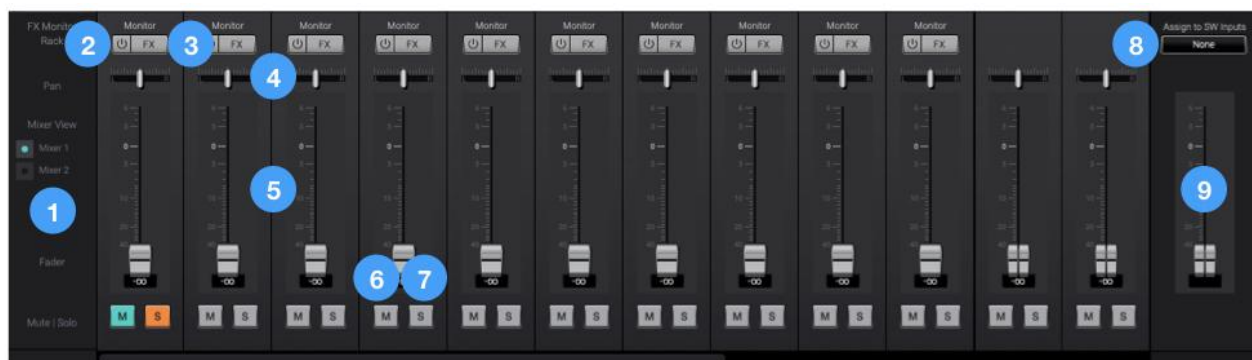 FX Monitor Monitor Monitor Monitor Monitor Monitor Monitor Monitor Monitor Monitor Monitor Assign to SW Inputs
Rack 2 FX 3 FX FX FX FX FX FX FX FX FX 8 None
Pan 4
Mixer View
Mixer 1
Mixer 2
1 5 9
Fader
6 7
-∞ -∞ -∞ -∞ -∞ -∞ -∞ -∞ -∞ -∞ -∞ -∞
Mute | Solo M S M S M S M S M S M S M S M S M S M S M S M S